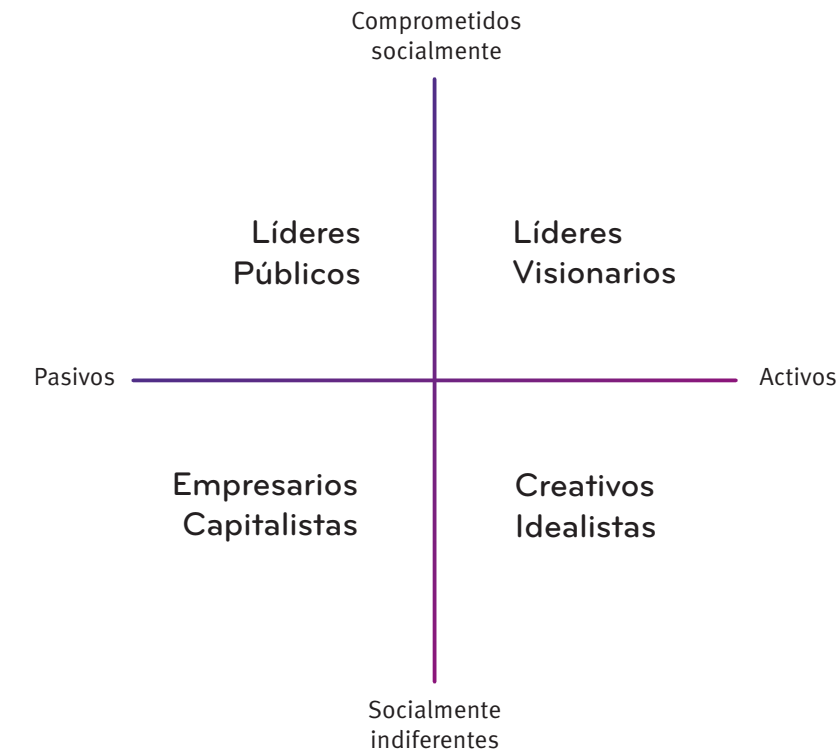 Comprometidos
socialmente
Líderes
Públicos
Líderes
Visionarios
Pasivos
Activos
Empresarios
Capitalistas
Creativos
Idealistas
Socialmente
indiferentes